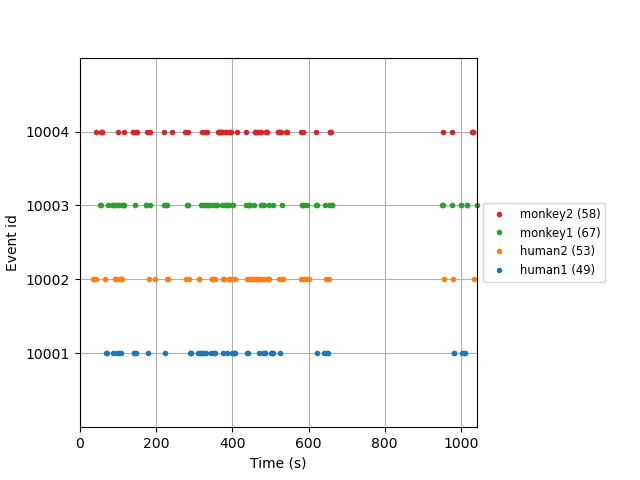 10004
10003
10002
10001
Event id
0 200 400 600 800 1000
Time (s)
monkey2 (58)
monkey1 (67)
human2 (53)
human1 (49)